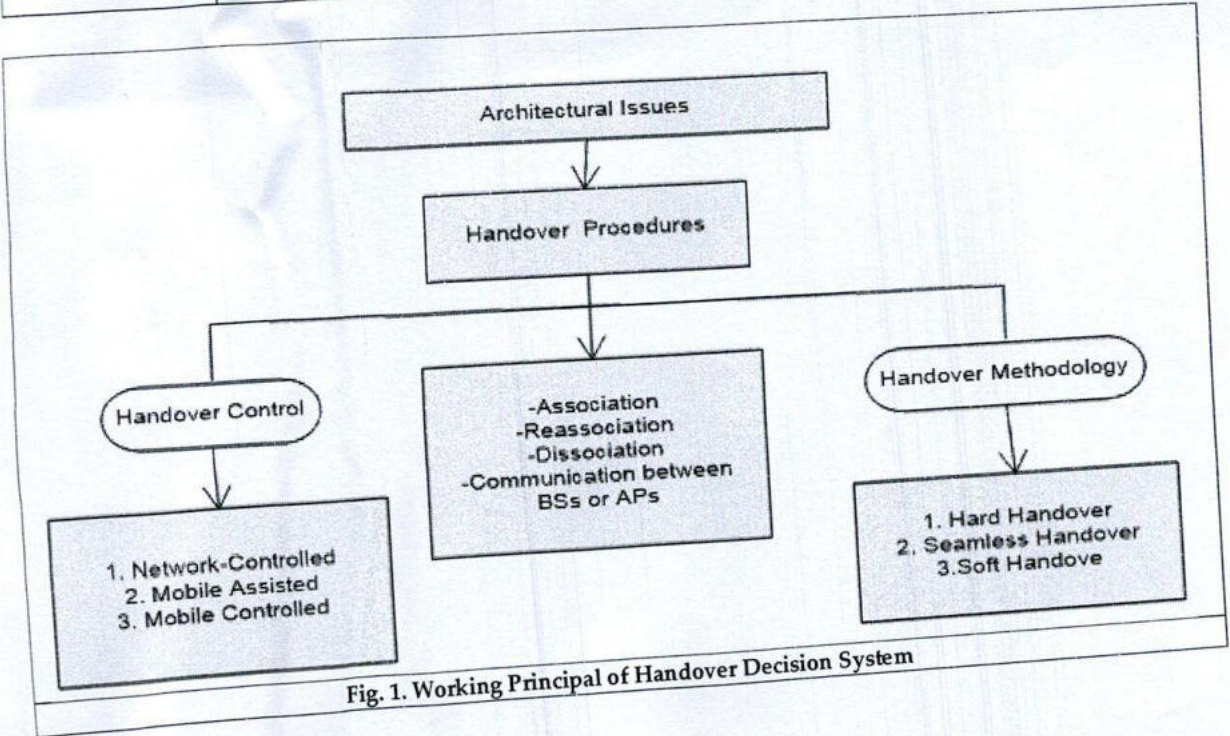 Architectural Issues
Handover Procedures
Handover Control
-Association
-Reassociation
-Dissociation
-Communication between
BSs or APs
Handover Methodology
1. Network-Controlled
2. Mobile Assisted
3. Mobile Controlled
1. Hard Handover
2. Seamless Handover
3.Soft Handove
Fig. 1. Working Principal of Handover Decision System